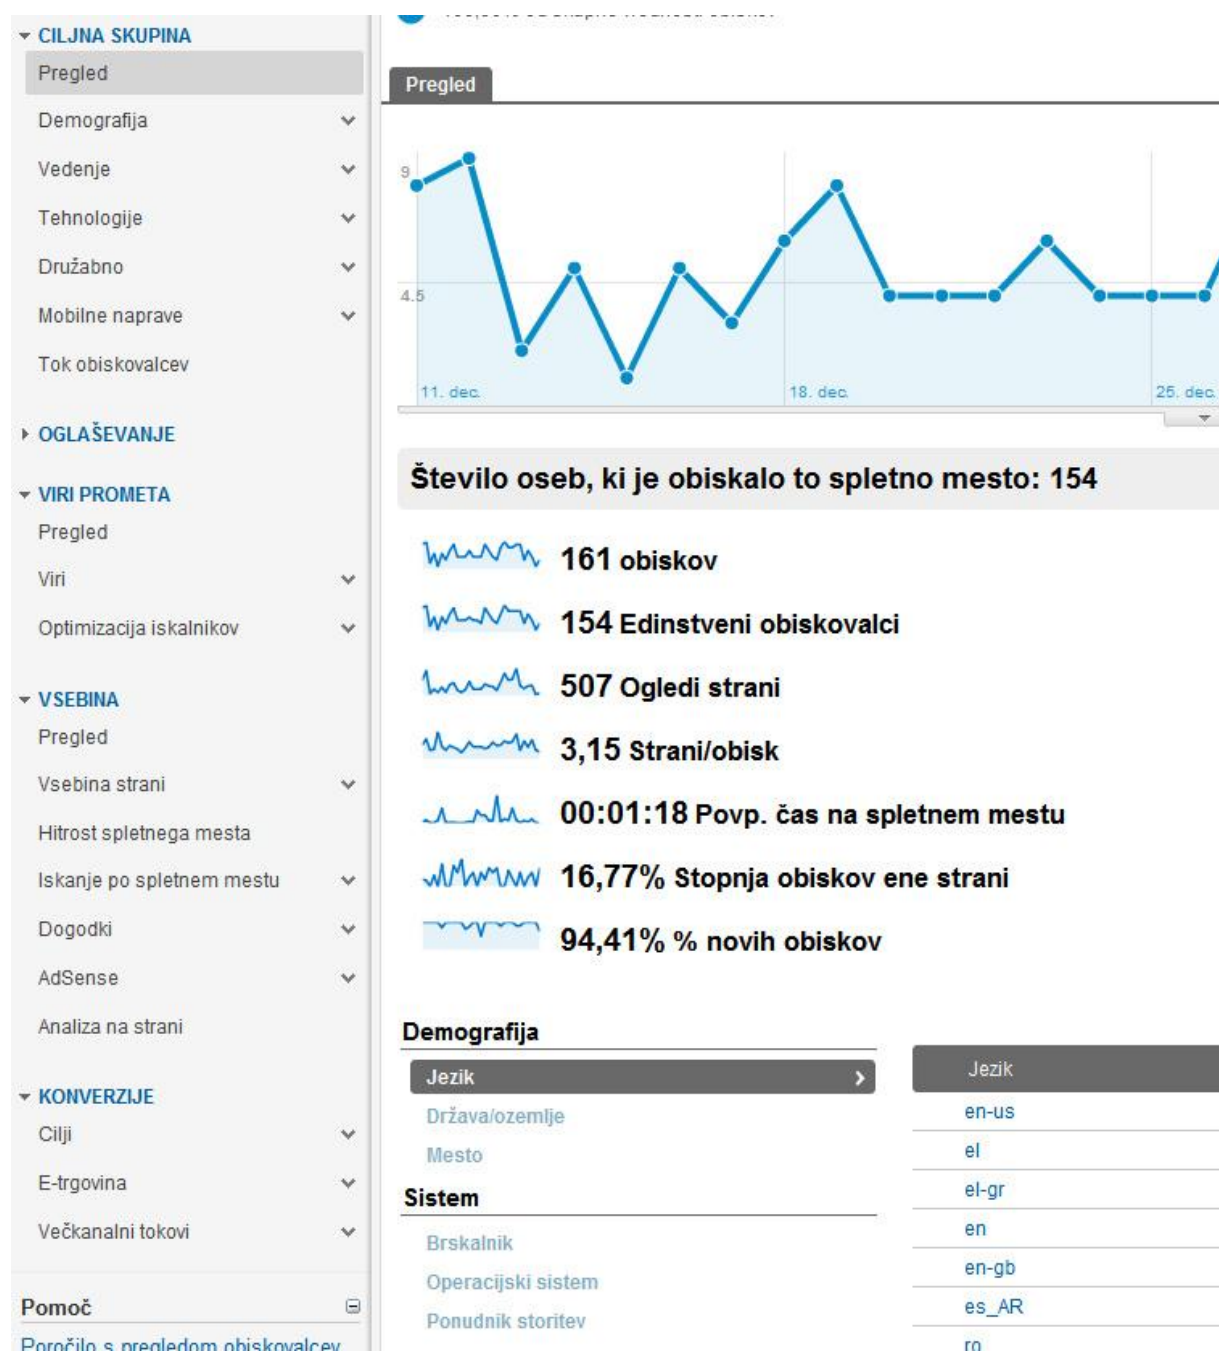 CILJNA SKUPINA
Pregled
Demografija
Vedenje
Tehnologije
Družabno
Mobilne naprave
Tok obiskovalcev
OGLAŠEVANJE
VIRI PROMETA
Pregled
Viri
Optimizacija iskalnikov
VSEBINA
Pregled
Vsebina strani
Hitrost spletnega mesta
Iskanje po spletnem mestu
Dogodki
AdSense
Analiza na strani
KONVERZIJE
Cilji
E-trgovina
Večkanalni tokovi
Pomoč
Poročilo s pregledom obiskovalcev
Pregled
9
4.5
11. dec.
18. dec.
25. dec.
Število oseb, ki je obiskalo to spletno mesto: 154
161 obiskov
154 Edinstveni obiskovalci
507 Ogledi strani
3,15 Strani/obisk
00:01:18 Povp. čas na spletnem mestu
16,77% Stopnja obiskov ene strani
94,41% % novih obiskov
Demografija
Jezik
Država/ozemlje
Mesto
Sistem
Brskalnik
Operacijski sistem
Ponudnik storitev
Jezik
en-us
el
el-gr
en
en-gb
es_AR
ro